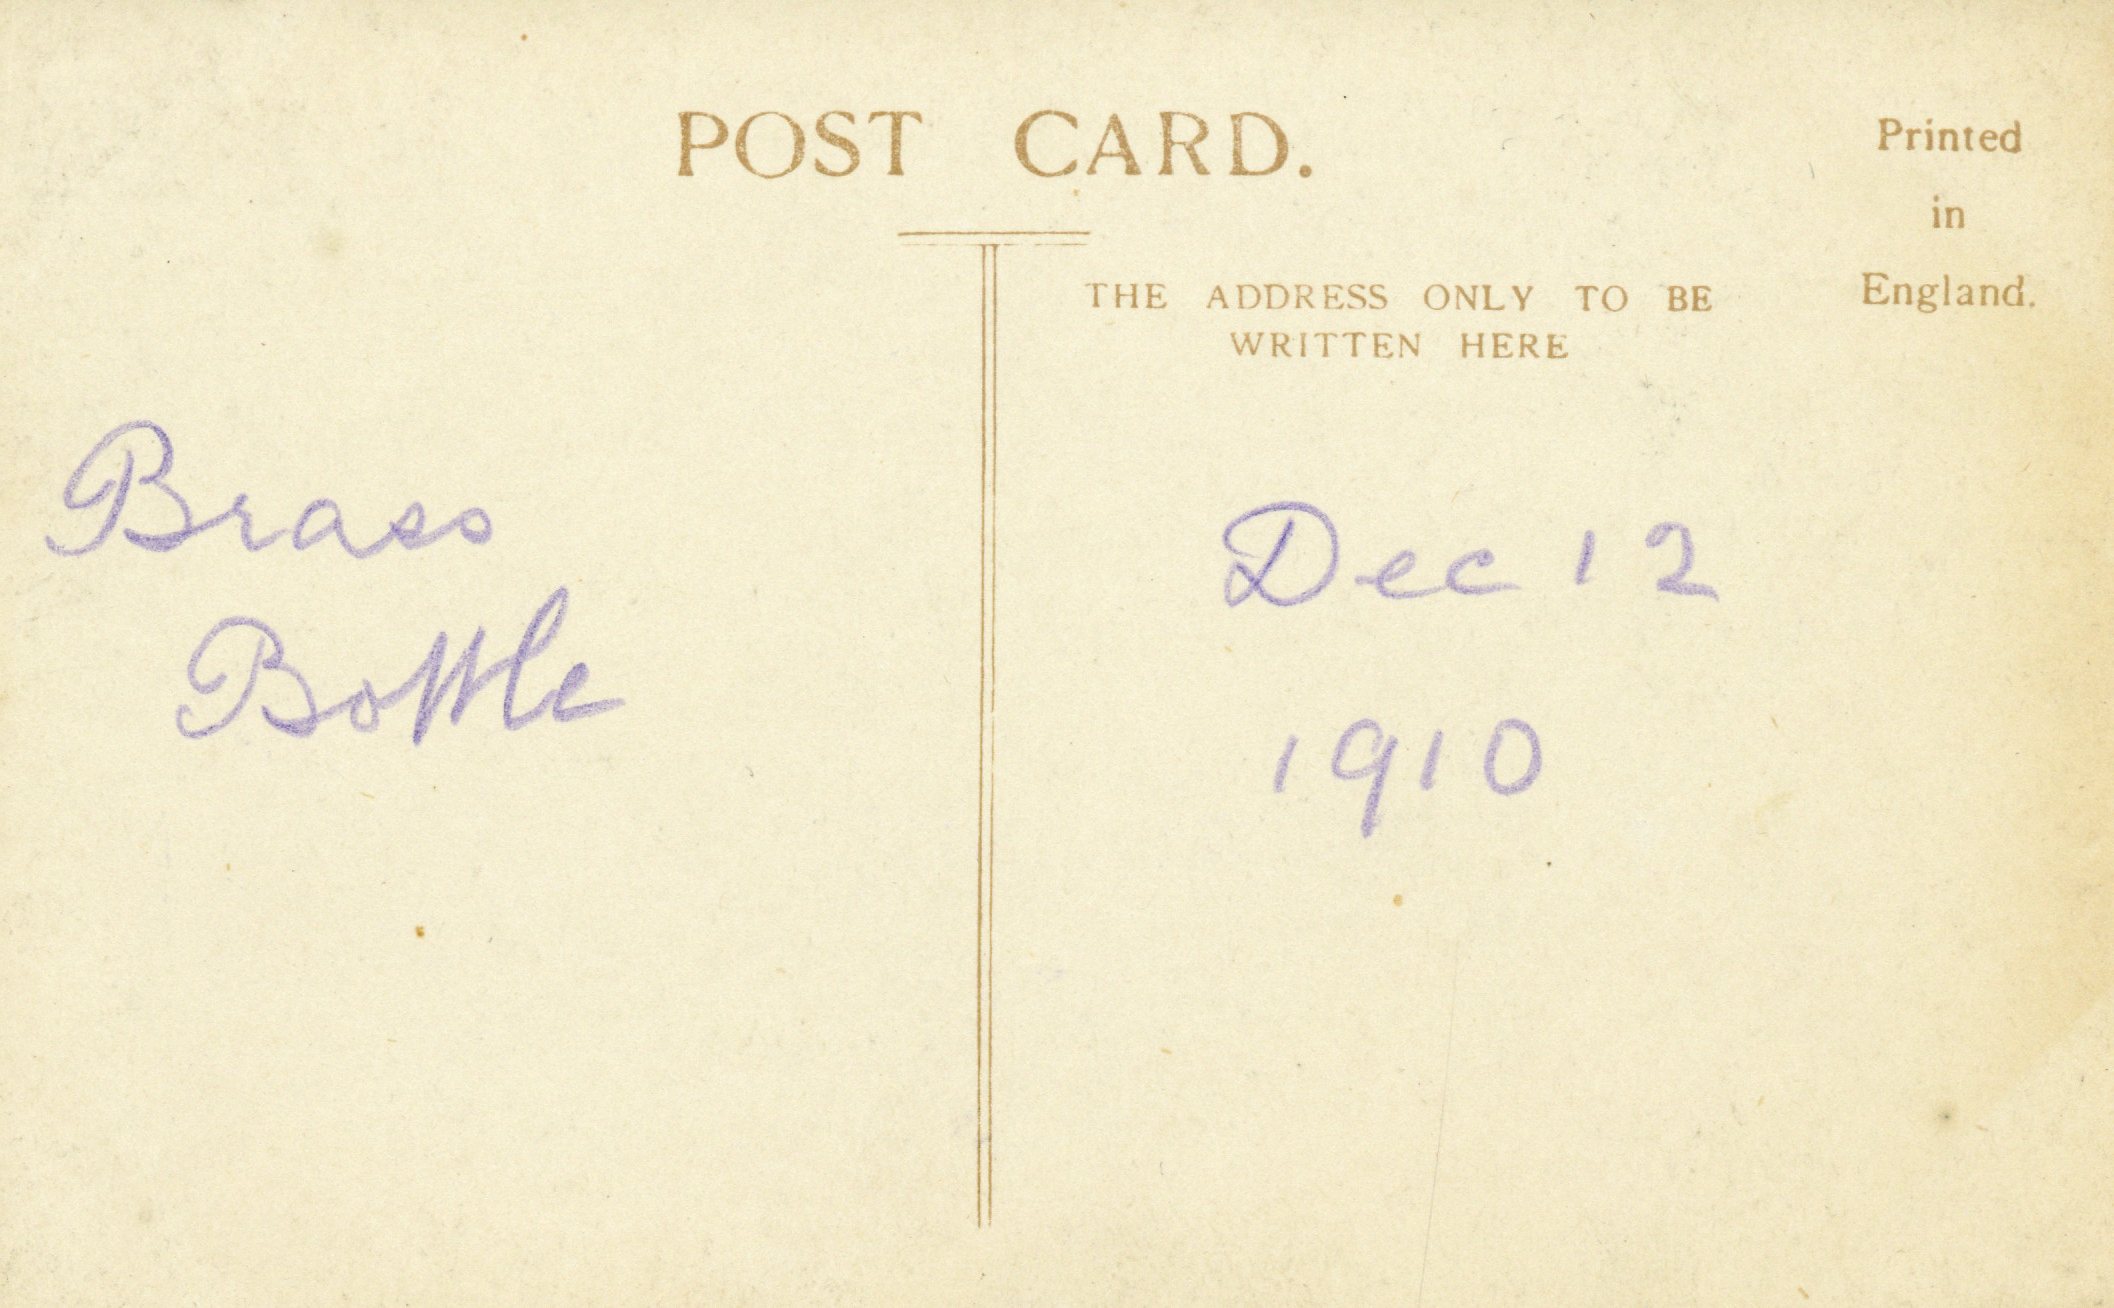 POST CARD.
Printed
in
England.
THE ADDRESS ONLY TO BE
WRITTEN HERE
Brass
Bottle
Dec 12
1910